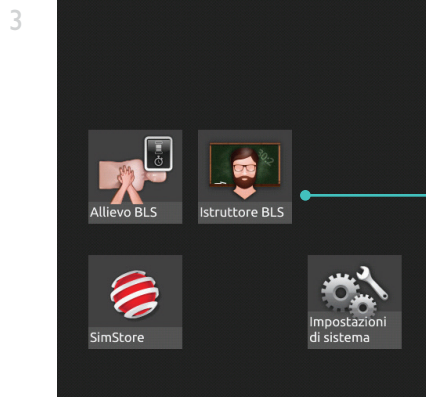 3
Allievo BLS
Istruttore BLS
SimStore
Impostazioni
di sistema